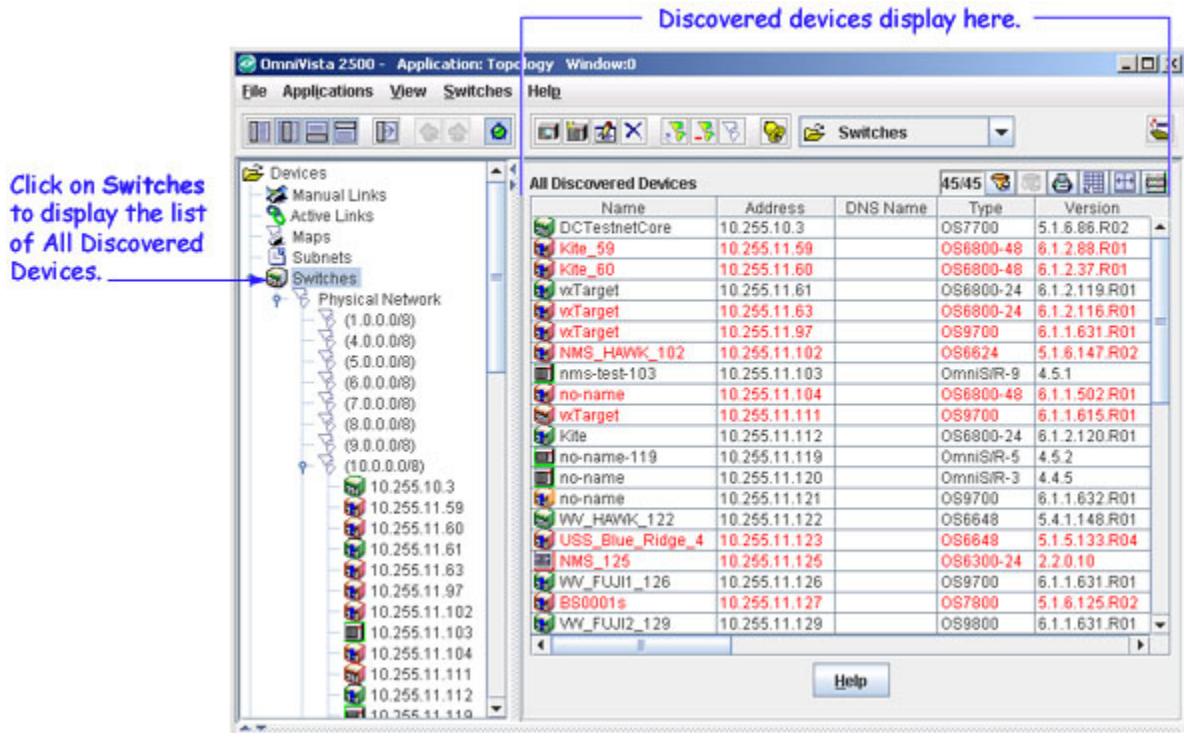 Discovered devices display here.
OmniVista 2500 - Application: Topology Window:0
File Applications View Switches Help
Switches
Click on Switches
to display the list
of All Discovered
Devices.
Devices
Manual Links
Active Links
Maps
Subnets
Switches
Physical Network
(1.0.0.0/8)
(4.0.0.0/8)
(5.0.0.0/8)
(6.0.0.0/8)
(7.0.0.0/8)
(8.0.0.0/8)
(9.0.0.0/8)
(10.0.0.0/8)
10.255.10.3
10.255.11.59
10.255.11.60
10.255.11.61
10.255.11.63
10.255.11.97
10.255.11.102
10.255.11.103
10.255.11.104
10.255.11.111
10.255.11.112
10.255.11.119
All Discovered Devices 45/45
Name Address DNS Name Type Version
DCTestnetCore 10.255.10.3 OS7700 5.1.6.86.R02
Kite_59 10.255.11.59 OS6800-48 6.1.2.88.R01
Kite_60 10.255.11.60 OS6800-48 6.1.2.37.R01
vxTarget 10.255.11.61 OS6800-24 6.1.2.119.R01
vxTarget 10.255.11.63 OS6800-24 6.1.2.116.R01
vxTarget 10.255.11.97 OS9700 6.1.1.631.R01
NMS_HAWK_102 10.255.11.102 OS6624 5.1.6.147.R02
nms-test-103 10.255.11.103 OmniS/R-9 4.5.1
no-name 10.255.11.104 OS6800-48 6.1.1.502.R01
vxTarget 10.255.11.111 OS9700 6.1.1.615.R01
Kite 10.255.11.112 OS6800-24 6.1.2.120.R01
no-name-119 10.255.11.119 OmniS/R-5 4.5.2
no-name 10.255.11.120 OmniS/R-3 4.4.5
no-name 10.255.11.121 OS9700 6.1.1.632.R01
WV_HAWK_122 10.255.11.122 OS6648 5.4.1.148.R01
USS_Blue_Ridge_4 10.255.11.123 OS6648 5.1.5.133.R04
NMS_125 10.255.11.125 OS6300-24 2.2.0.10
WV_FUJI1_126 10.255.11.126 OS9700 6.1.1.631.R01
BS0001s 10.255.11.127 OS7800 5.1.6.125.R02
WV_FUJI2_129 10.255.11.129 OS9800 6.1.1.631.R01
Help